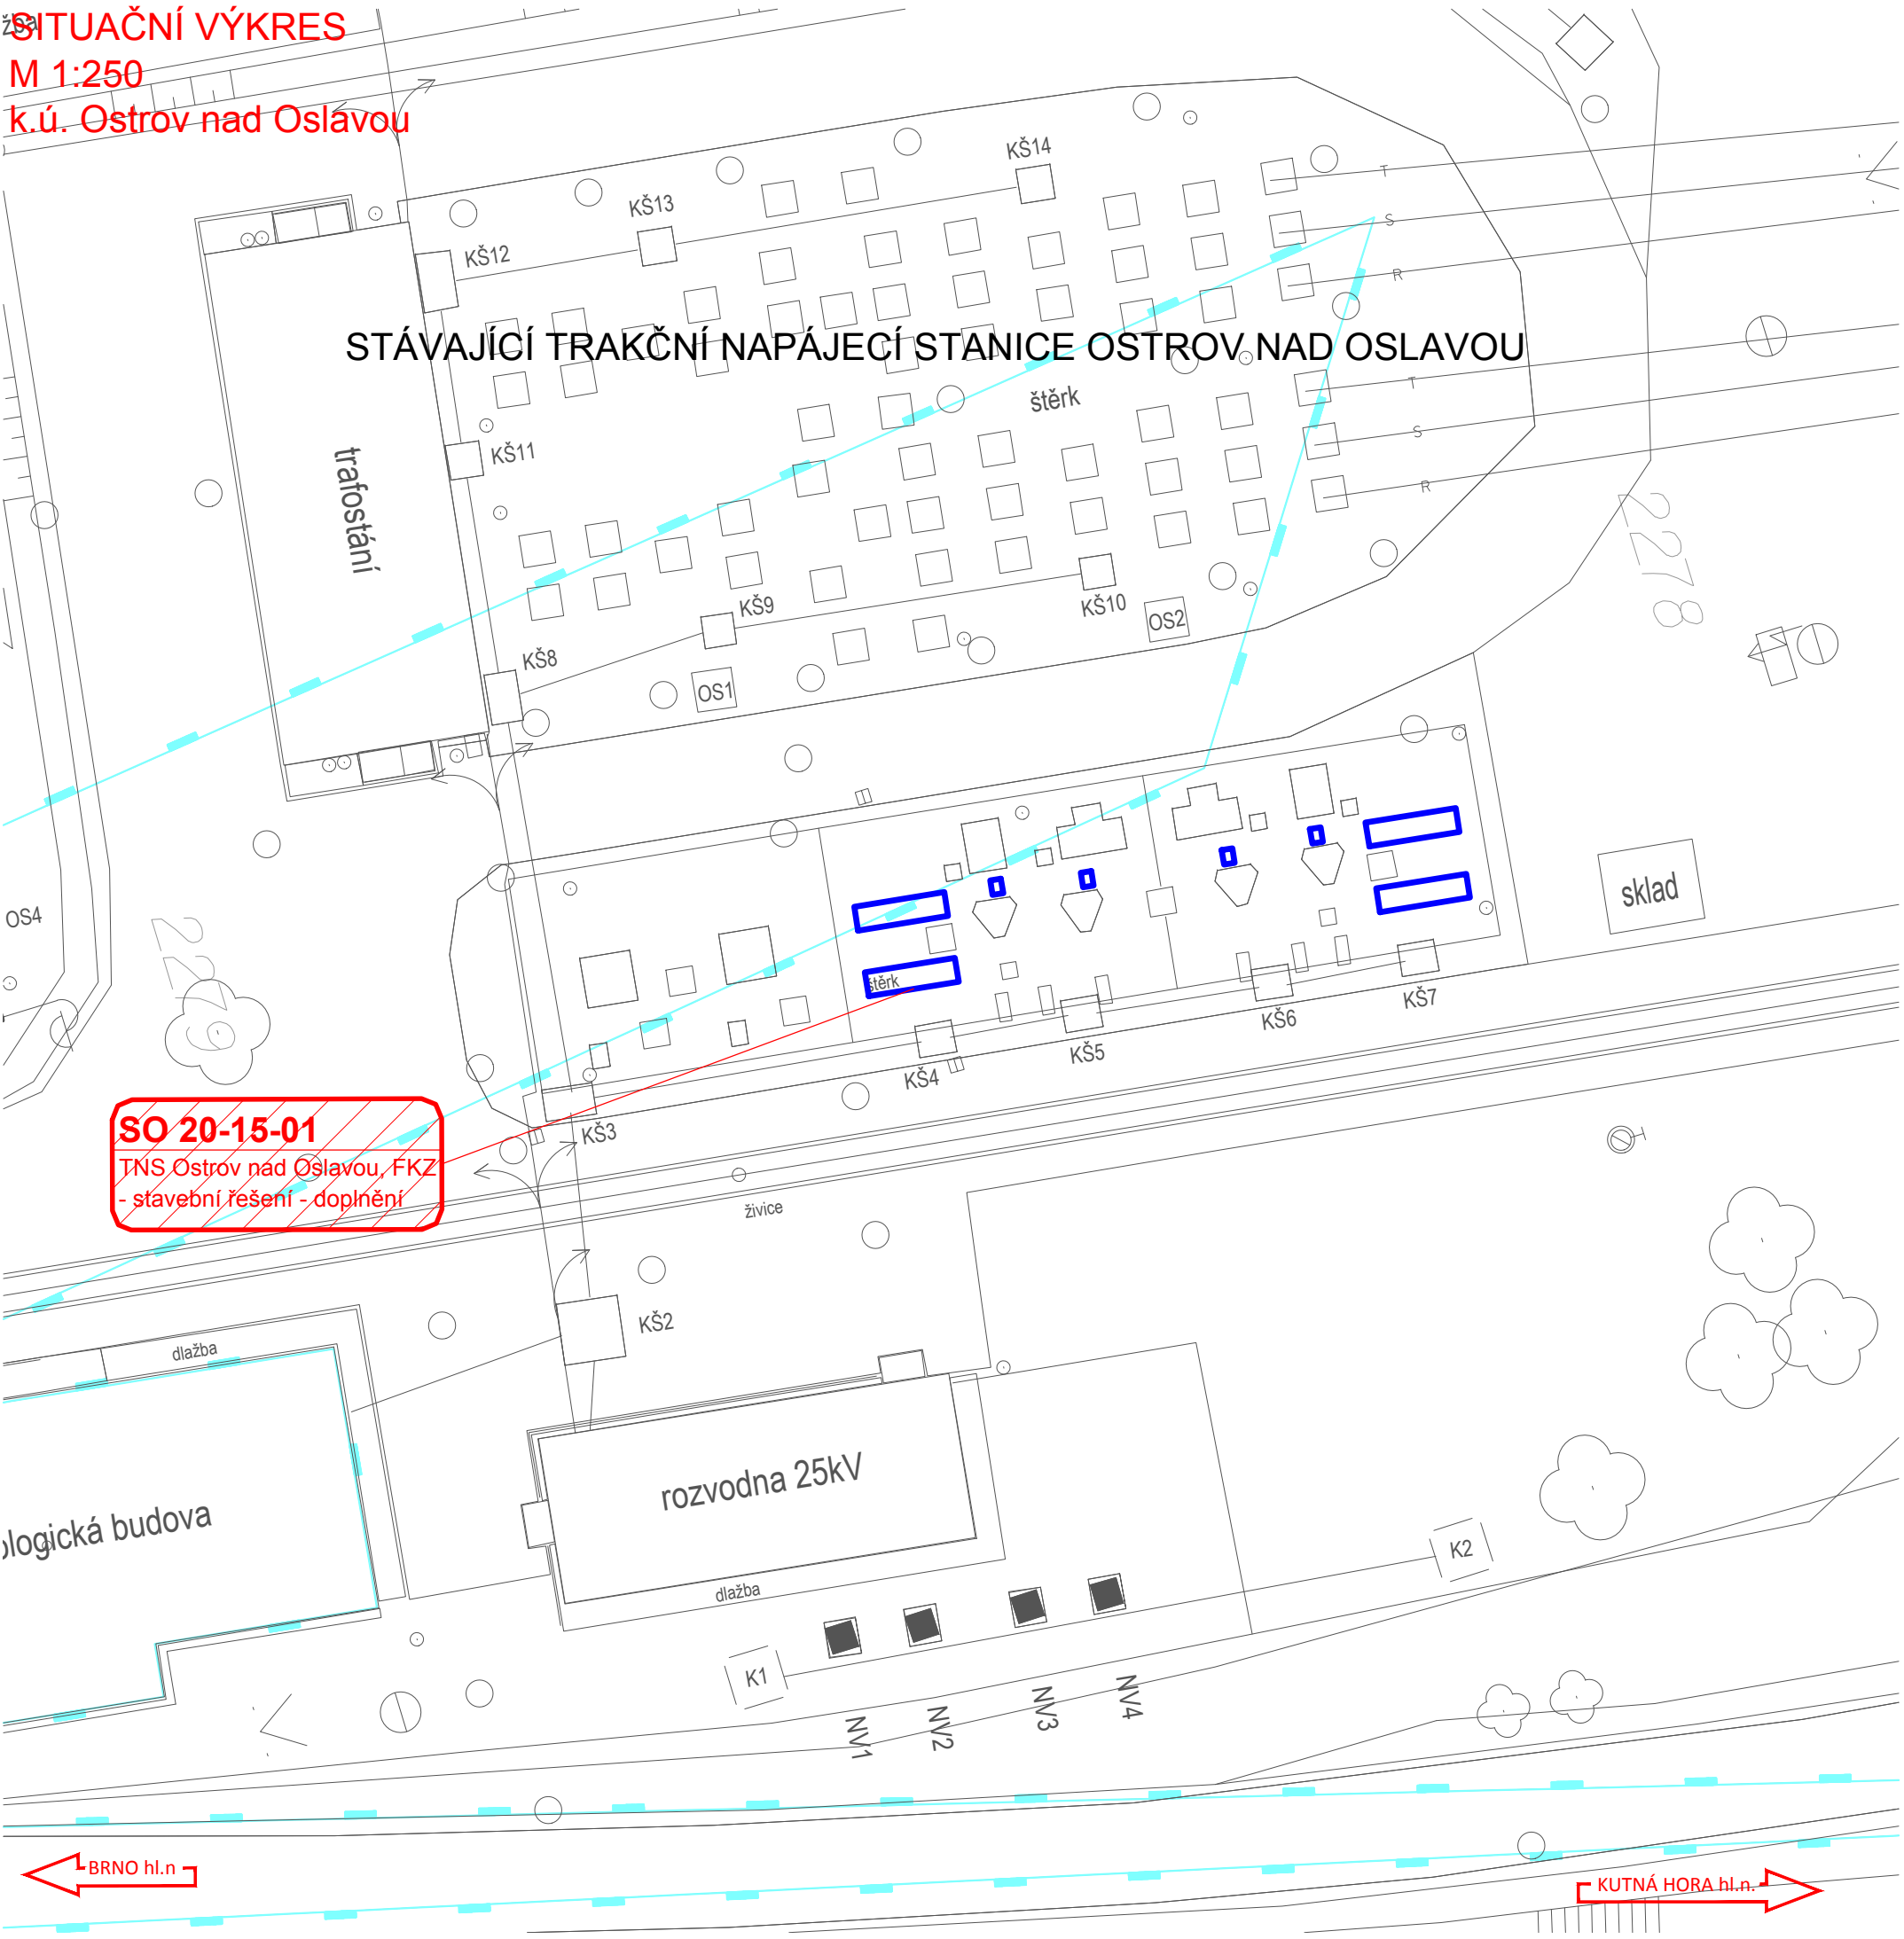 SITUAČNÍ VÝKRES
M 1:250
k.ú. Ostrov nad Oslavou
KŠ14
KŠ13
KŠ12
T
S
R
STÁVAJÍCÍ TRAKČNÍ NAPÁJECÍ STANICE OSTROV NAD OSLAVOU
štěrk
T
S
R
KŠ11
trafostání
2278
KŠ9
KŠ10
OS2
KŠ8
OS1
sklad
OS4
štěrk
KŠ7
KŠ6
KŠ5
KŠ4
KŠ3
SO 20-15-01
TNS Ostrov nad Oslavou, FKZ
- stavební řešení - doplnění
živice
KŠ2
dlažba
rozvodna 25kV
ologická budova
K2
dlažba
K1
NV1
NV2
NV3
NV4
BRNO hl.n
KUTNÁ HORA hl.n.